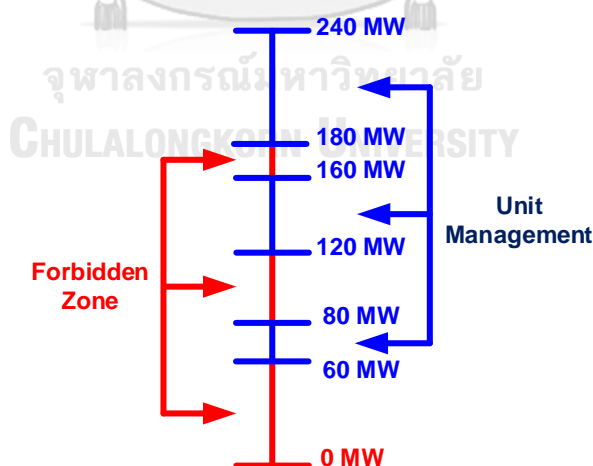 240 MW
จุฬาลงกรณ์มหาวิทยาลัย
CHULALONGKORN UNIVERSITY
180 MW
160 MW
Unit
Management
120 MW
Forbidden
Zone
80 MW
60 MW
0 MW